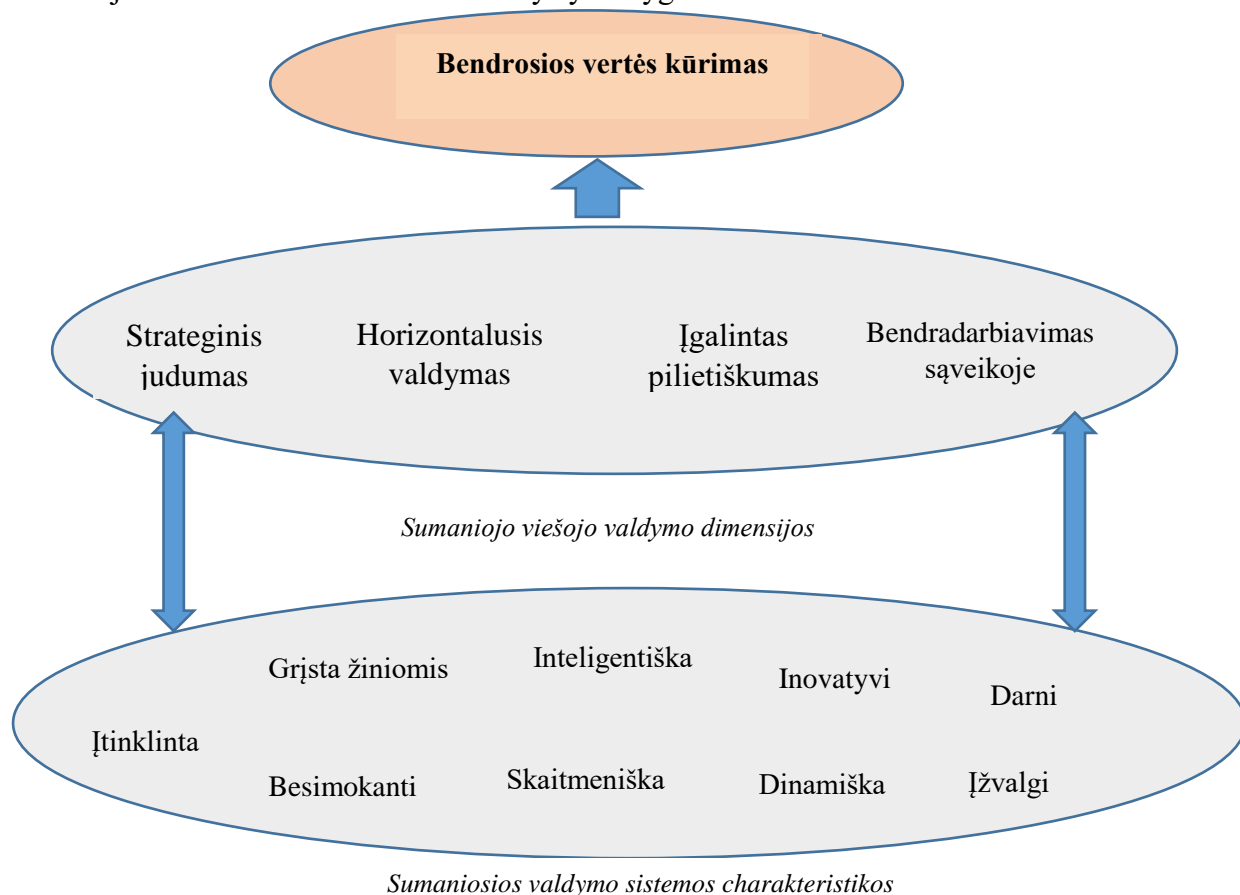 Bendrosios vertės kūrimas
Strateginis
judumas
Horizontalusis
valdymas
Įgalintas
pilietiškumas
Bendradarbiavimas
sąveikoje
Sumaniojo viešojo valdymo dimensijos
Grįsta žiniomis
Inteligentiška
Inovatyvi
Darni
Įtinklinta
Besimokanti
Skaitmeniška
Dinamiška
Įžvalgi
Sumaniosios valdymo sistemos charakteristikos